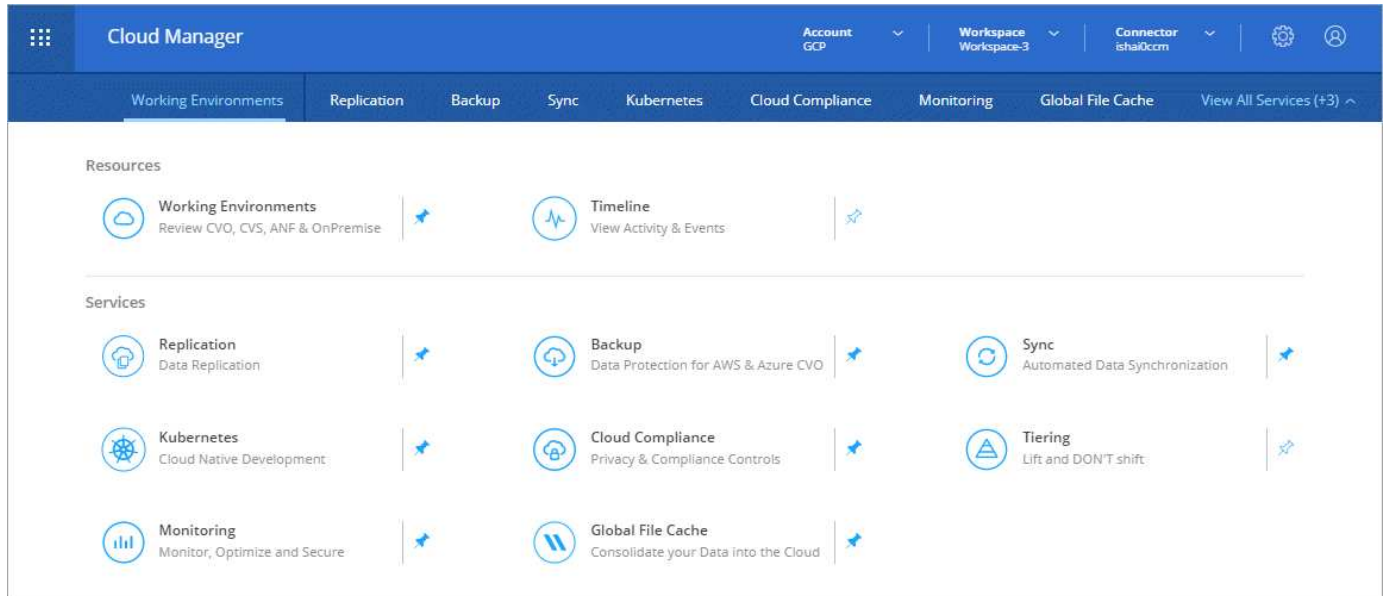 Cloud Manager
Account
GCP
Workspace
Workspace-3
Connector
ishai0ccm
Working Environments
Replication
Backup
Sync
Kubernetes
Cloud Compliance
Monitoring
Global File Cache
View All Services (+3)
Resources
Working Environments
Review CVO, CVS, ANF & OnPremise
Timeline
View Activity & Events
Services
Replication
Data Replication
Backup
Data Protection for AWS & Azure CVO
Sync
Automated Data Synchronization
Kubernetes
Cloud Native Development
Cloud Compliance
Privacy & Compliance Controls
Tiering
Lift and DON'T shift
Monitoring
Monitor, Optimize and Secure
Global File Cache
Consolidate your Data into the Cloud